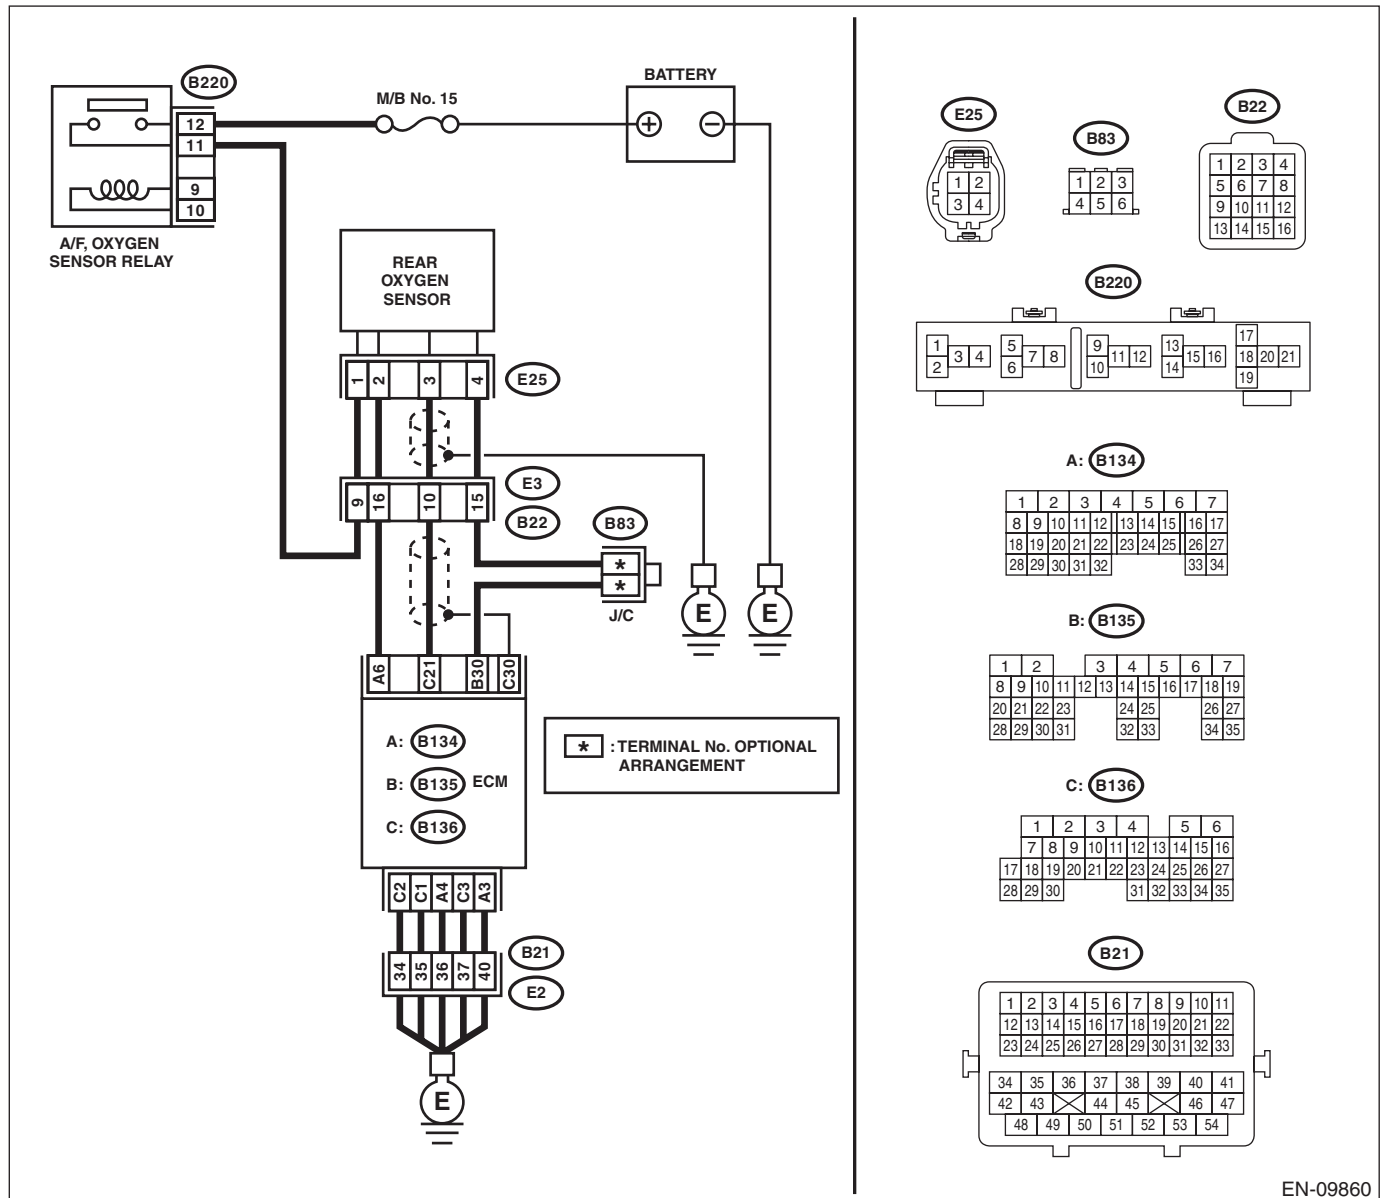 B220
12
11
9
10
A/F, OXYGEN
SENSOR RELAY
M/B No. 15
BATTERY
+
−
REAR
OXYGEN
SENSOR
1 2 3 4
E25
9 16 10 15
E3
B22
B83
*
*
J/C
E
E
A6 C21 B30 C30
A: B134
B: B135 ECM
C: B136
* : TERMINAL No. OPTIONAL
ARRANGEMENT
C2 C1 A4 C3 A3
B21
34 35 36 37 40
E2
E
E25
1 2
3 4
B83
1 2 3
4 5 6
B22
1 2 3 4
5 6 7 8
9 10 11 12
13 14 15 16
B220
1 2 3 4
5 6 7 8
9 10 11 12
13 14 15 16
17 18 19 20 21
A: B134
1 2 3 4 5 6 7
8 9 10 11 12 13 14 15 16 17
18 19 20 21 22 23 24 25 26 27
28 29 30 31 32 33 34
B: B135
1 2 3 4 5 6 7
8 9 10 11 12 13 14 15 16 17 18 19
20 21 22 23 24 25 26 27
28 29 30 31 32 33 34 35
C: B136
1 2 3 4 5 6
7 8 9 10 11 12 13 14 15 16
17 18 19 20 21 22 23 24 25 26 27
28 29 30 31 32 33 34 35
B21
1 2 3 4 5 6 7 8 9 10 11
12 13 14 15 16 17 18 19 20 21 22
23 24 25 26 27 28 29 30 31 32 33
34 35 36 37 38 39 40 41
42 43 44 45 46 47
48 49 50 51 52 53 54
EN-09860